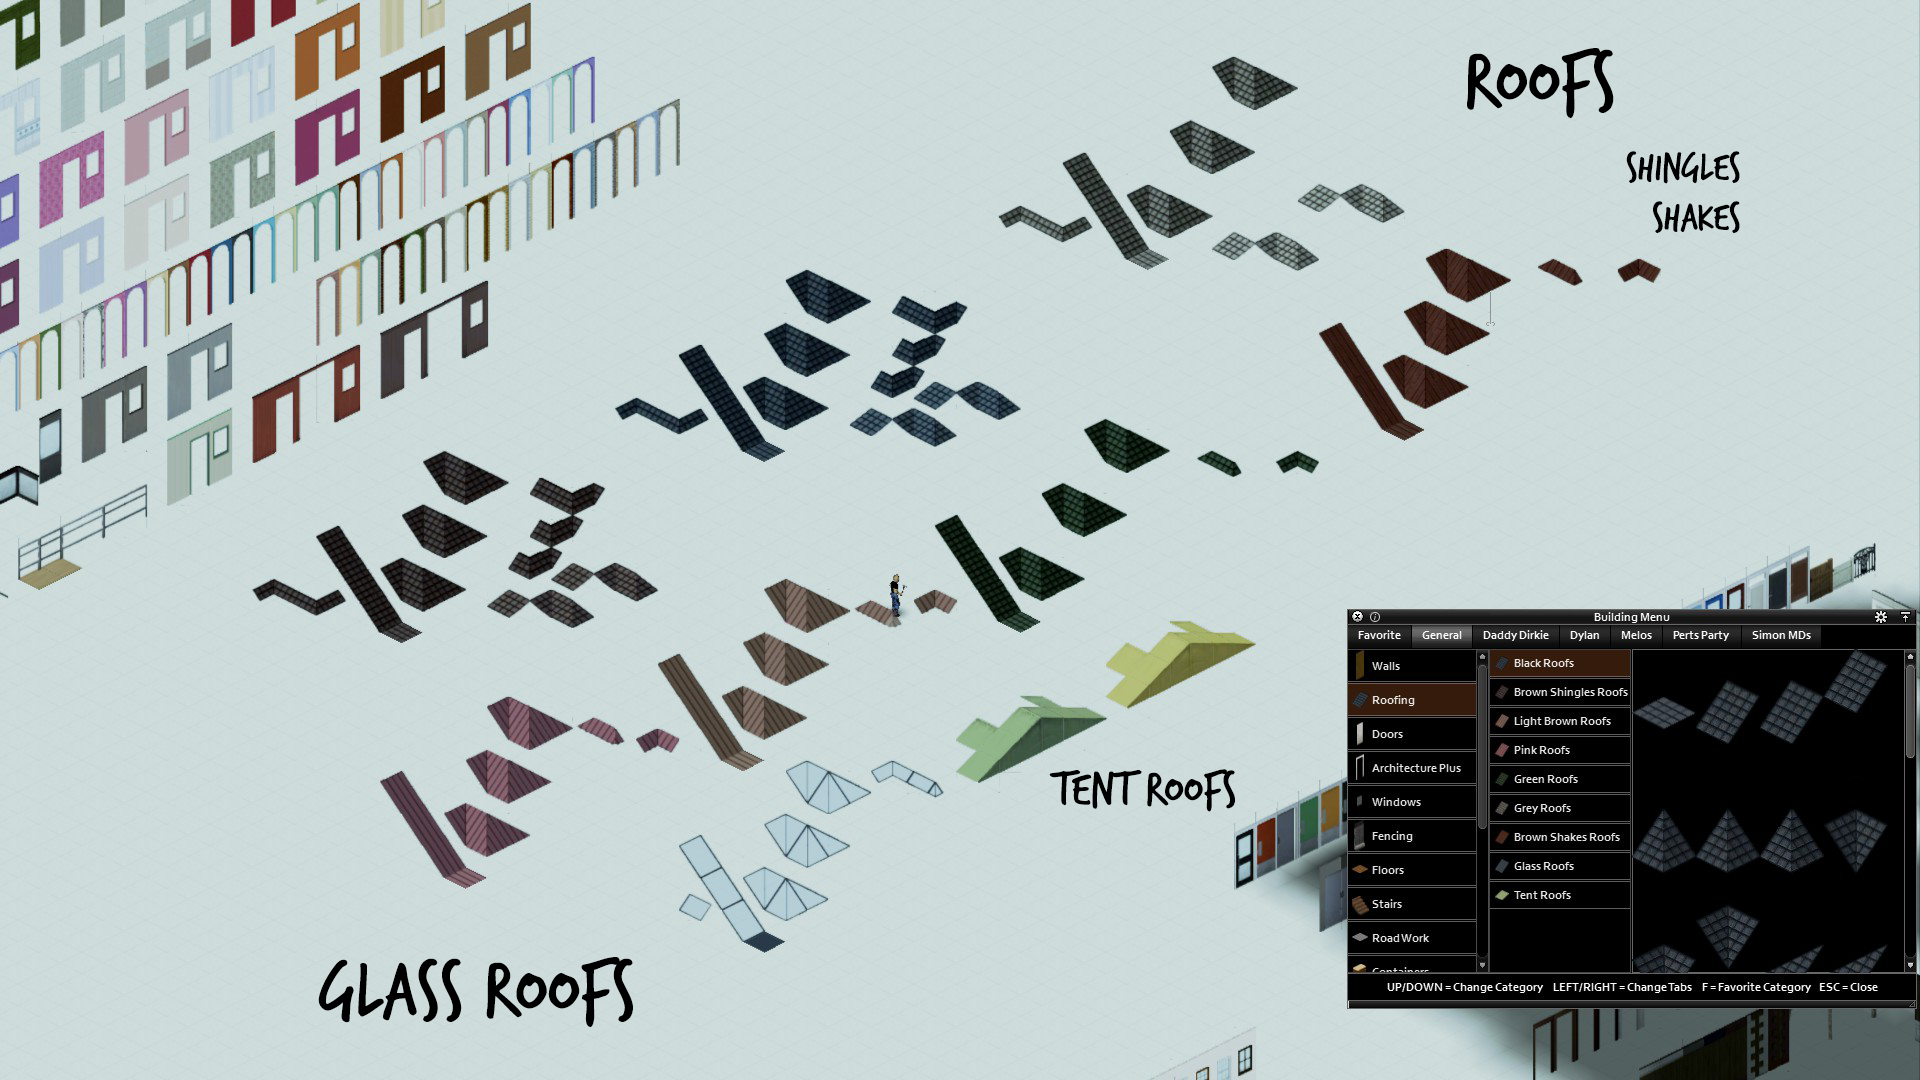 ROOFS
SHINGLES
SHAKES
TENT ROOFS
GLASS ROOFS
Building Menu
Favorite General Daddy Dirkie Dylan Melos Perts Party Simon MDs
Walls
Roofing
Doors
Architecture Plus
Windows
Fencing
Floors
Stairs
Road Work
Containers
Black Roofs
Brown Shingles Roofs
Light Brown Roofs
Pink Roofs
Green Roofs
Grey Roofs
Brown Shakes Roofs
Glass Roofs
Tent Roofs
UP/DOWN = Change Category LEFT/RIGHT = Change Tabs F = Favorite Category ESC = Close